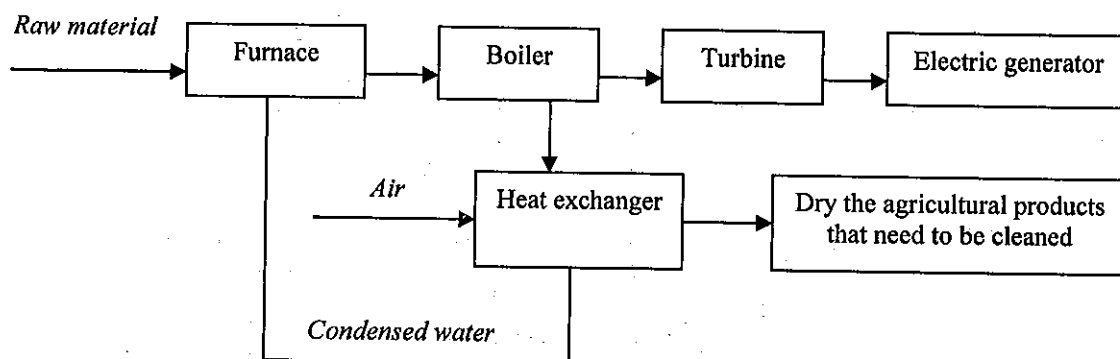 Raw material
Furnace
Boiler
Turbine
Electric generator
Air
Heat exchanger
Dry the agricultural products
that need to be cleaned
Condensed water